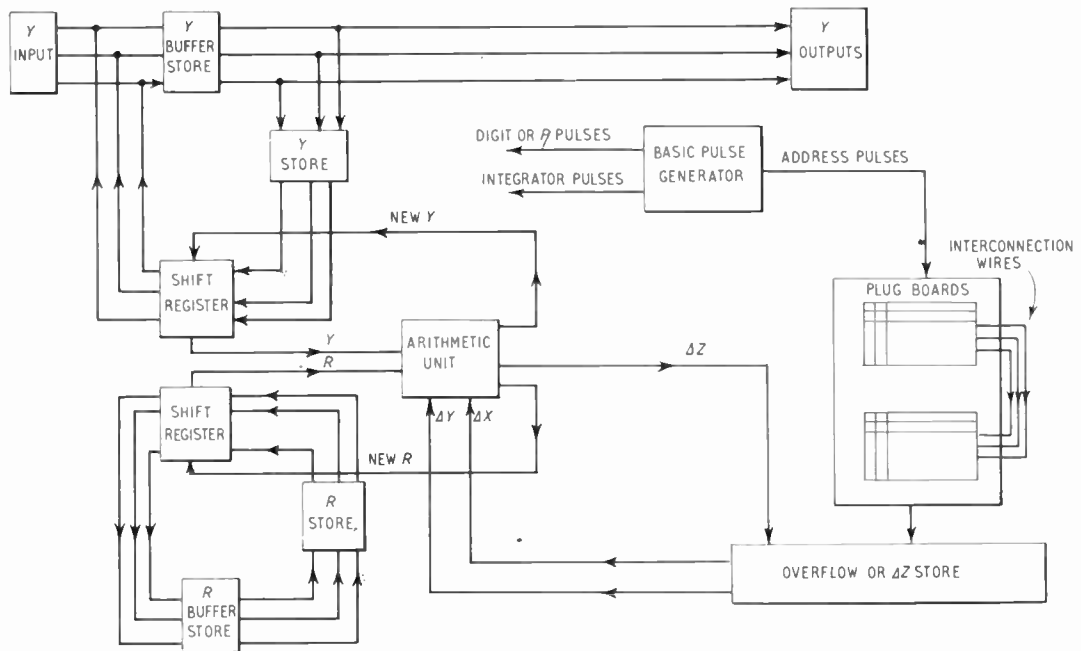 Y
INPUT
Y
BUFFER
STORE
Y
OUTPUTS
Y
STORE
DIGIT OR P PULSES
INTEGRATOR PULSES
BASIC PULSE
GENERATOR
ADDRESS PULSES
NEW Y
INTERCONNECTION
WIRES
SHIFT
REGISTER
PLUG BOARDS
Y
R
ARITHMETIC
UNIT
ΔZ
SHIFT
REGISTER
ΔY
ΔX
NEW R
R
STORE
OVERFLOW OR ΔZ STORE
R
BUFFER
STORE